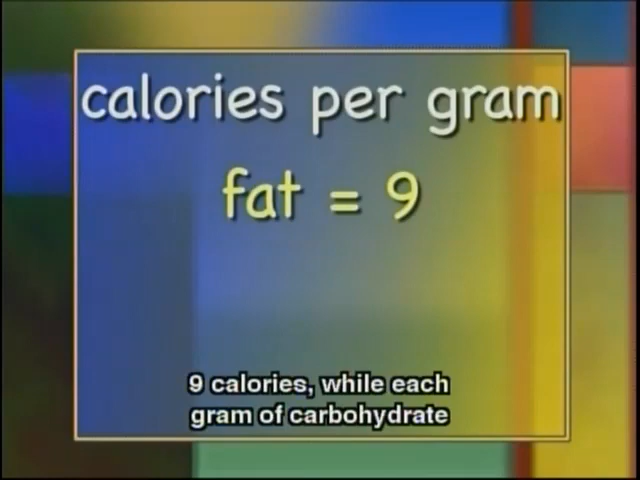 calories per gram
fat = 9
9 calories, while each
gram of carbohydrate